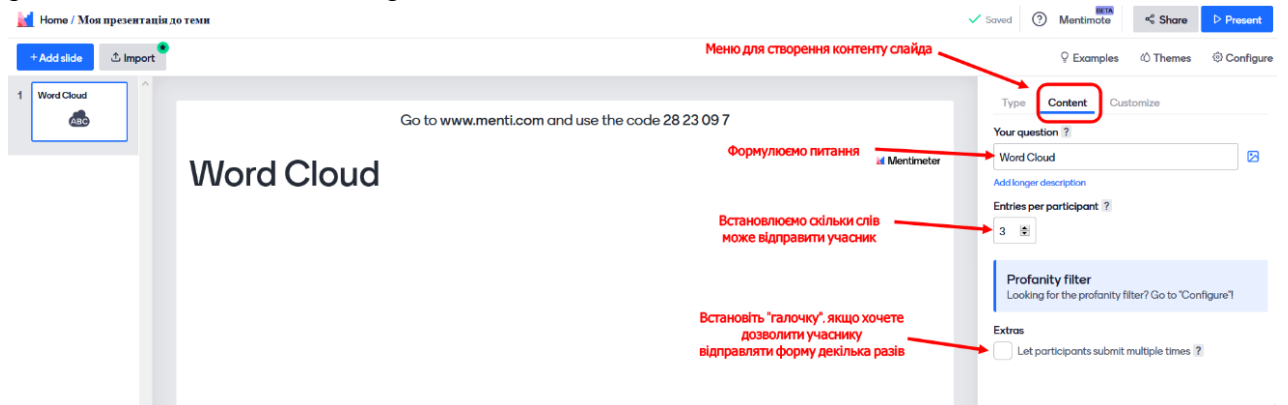 Home / Моя презентація до теми
Saved
? Mentimote BETA
Share
Present
+ Add slide
Import
Меню для створення контенту слайда
Examples
Themes
Configure
1 Word Cloud
ABC
Type Content Customize
Go to www.menti.com and use the code 28 23 09 7
Your question ?
Формулюємо питання
Mentimeter
Word Cloud
Word Cloud
Add longer description
Entries per participant ?
Встановлюємо скільки слів
може відправити учасник
3
Profanity filter
Looking for the profanity filter? Go to "Configure"!
Встановіть "галочку". якщо хочете
дозволити учаснику
відправляти форму декілька разів
Extras
Let participants submit multiple times ?